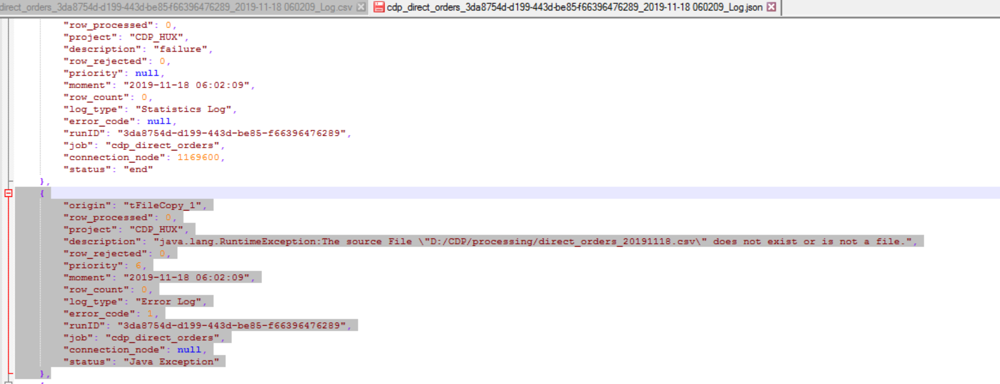 direct_orders_3da8754d-d199-443d-be85-f66396476289_2019-11-18 060209_Log.csv cdp_direct_orders_3da8754d-d199-443d-be85-f66396476289_2019-11-18 060209_Log.json
"row_processed": 0,
"project": "CDP_HUX",
"description": "failure",
"row_rejected": 0,
"priority": null,
"moment": "2019-11-18 06:02:09",
"row_count": 0,
"log_type": "Statistics Log",
"error_code": null,
"runID": "3da8754d-d199-443d-be85-f66396476289",
"job": "cdp_direct_orders",
"connection_node": 1169600,
"status": "end"
},
{
"origin": "tFileCopy_1",
"row_processed": 0,
"project": "CDP_HUX",
"description": "java.lang.RuntimeException:The source File \"D:/CDP/processing/direct_orders_20191118.csv\" does not exist or is not a file.",
"row_rejected": 0,
"priority": 6,
"moment": "2019-11-18 06:02:09",
"row_count": 0,
"log_type": "Error Log",
"error_code": 1,
"runID": "3da8754d-d199-443d-be85-f66396476289",
"job": "cdp_direct_orders",
"connection_node": null,
"status": "Java Exception"
},